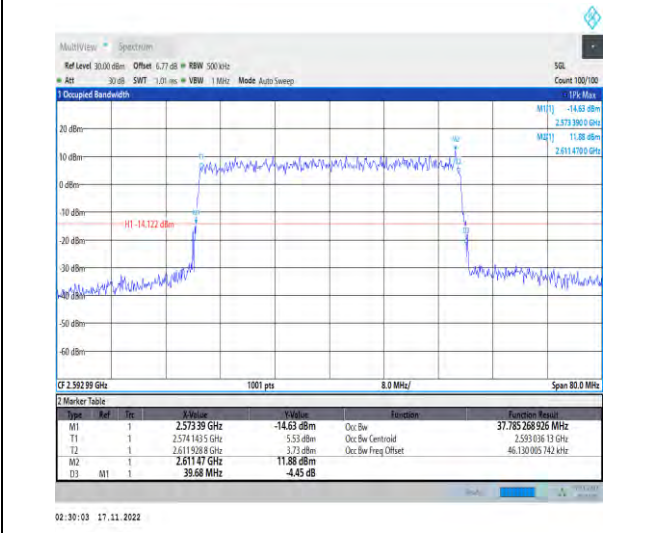 MultiView Spectrum
Ref Level 30.00 dBm Offset 6.77 dB RBW 500 kHz SGL
Att 30 dB SWT 1.01 ms VBW 1 MHz Mode Auto Sweep Count 100/100
1 Occupied Bandwidth 1Pk Max
M1[1] -14.63 dBm
2.573 390 0 GHz
M2[1] 11.88 dBm
2.611 470 0 GHz
20 dBm
M2
10 dBm
0 dBm
-10 dBm
H1 -14.122 dBm
-20 dBm
-30 dBm
-40 dBm
-50 dBm
-60 dBm
CF 2.592 99 GHz 1001 pts 8.0 MHz/ Span 80.0 MHz
2 Marker Table
Type Ref Trc X-Value Y-Value Function Function Result
M1 1 2.573 39 GHz -14.63 dBm Occ Bw 37.785 268 926 MHz
T1 1 2.574 143 5 GHz 5.53 dBm Occ Bw Centroid 2.593 036 13 GHz
T2 1 2.611 928 8 GHz 3.73 dBm Occ Bw Freq Offset 46.130 005 742 kHz
M2 1 2.611 47 GHz 11.88 dBm
D3 M1 1 39.68 MHz -4.45 dB
02:30:03 17.11.2022